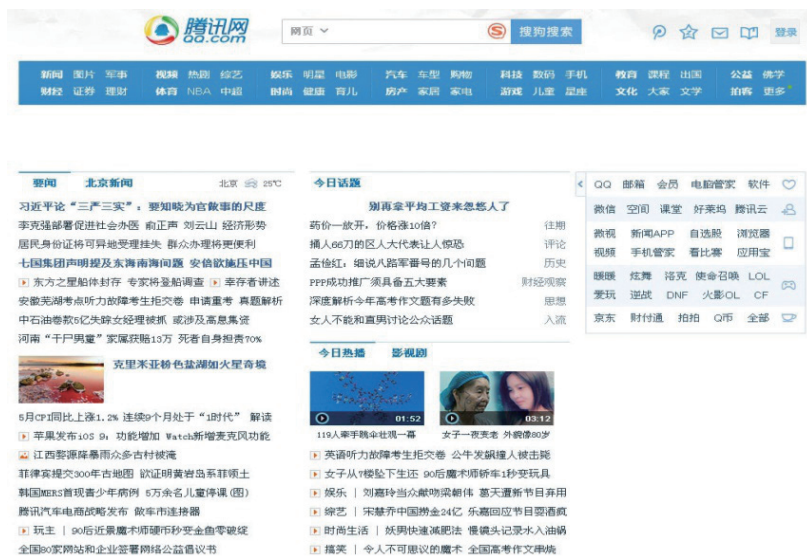 腾讯网
QQ.com
网页 搜狗搜索 登录
新闻 图片 军事 视频 热剧 综艺 娱乐 明星 电影 汽车 车型 购物 科技 数码 手机 教育 课程 出国 公益 佛学
财经 证券 理财 体育 NBA 中超 时尚 健康 育儿 房产 家居 家电 游戏 儿童 星座 文化 大家 文学 拍客 更多
要闻 北京新闻 北京 25℃
习近平论“三严三实”：要知晓为官做事的尺度
李克强部署促进社会办医 俞正声 刘云山 经济形势
居民身份证将可异地受理挂失 群众办理将更便利
七国集团声明提及东海南海问题 安倍欲施压中国
东方之星船体封存 专家将登船调查 幸存者讲述
安徽芜湖考点听力故障考生拒交卷 申请重考 真题解析
中石油卷款5亿失踪女经理被抓 或涉及高息集资
河南“干尸男童”家属获赔13万 死者自身担责70%
克里米亚粉色盐湖如火星奇境
5月CPI同比上涨1.2% 连续9个月处于“1时代” 解读
苹果发布iOS 9：功能增加 Watch新增麦克风功能
江西婺源降暴雨众多古村被淹
菲律宾提交300年古地图 欲证明黄岩岛系菲领土
韩国MERS首现青少年病例 5万余名儿童停课(图)
腾讯汽车电商战略发布 做车市连接器
玩主 | 90后近景魔术师硬币秒变金鱼零破绽
全国80家网站和企业签署网络公益倡议书
今日话题
别再拿平均工资来忽悠人了
药价一放开，价格涨10倍？ 往期
捅人66刀的区人大代表让人惊恐 评论
孟俭红：细说八路军番号的几个问题 历史
PPP成功推广须具备五大要素 财经观察
深度解析今年高考作文题有多失败 思想
女人不能和直男讨论公众话题 入流
今日热播 影视剧
01:52 03:12
119人牵手跳伞壮观一幕 女子一夜变老 外貌像80岁
英语听力故障考生拒交卷 公牛发飙撞人被击毙
女子从7楼坠下生还 90后魔术师轿车1秒变玩具
娱乐 | 刘嘉玲当众献吻梁朝伟 葛天遭新节目弃用
综艺 | 宋慧乔中国捞金24亿 乐嘉回应节目耍酒疯
时尚生活 | 妖男快速减肥法 慢镜头记录水入油锅
搞笑 | 令人不可思议的魔术 全国高考作文串烧
QQ 邮箱 会员 电脑管家 软件
微信 空间 课堂 好莱坞 腾讯云
微视 新闻APP 自选股 浏览器
视频 手机管家 看比赛 应用宝
暖暖 炫舞 洛克 使命召唤 LOL
爱玩 逆战 DNF 火影OL CF
京东 财付通 拍拍 Q币 全部